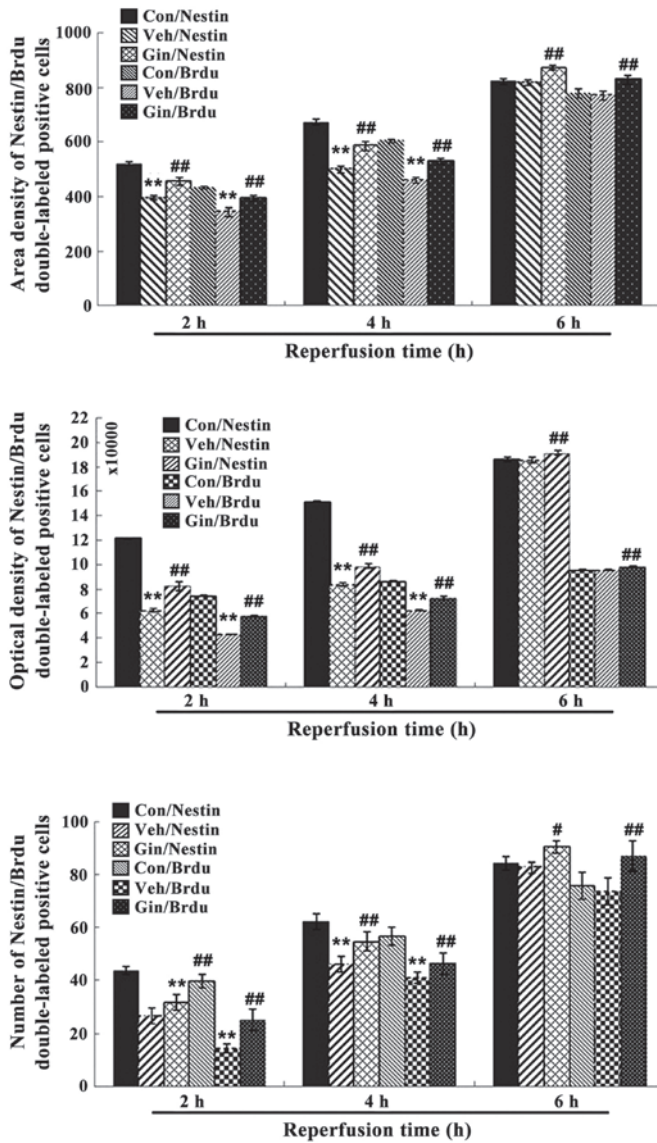 Con/Nestin
Veh/Nestin
Gin/Nestin
Con/Brdu
Veh/Brdu
Gin/Brdu
Area density of Nestin/Brdu
double-labeled positive cells
1000
800
600
400
200
0
** ## ** ##
** ## ** ##
## ##
2 h 4 h 6 h
Reperfusion time (h)
Con/Nestin
Veh/Nestin
Gin/Nestin
Con/Brdu
Veh/Brdu
Gin/Brdu
Optical density of Nestin/Brdu
double-labeled positive cells
x10000
22
20
18
16
14
12
10
8
6
4
2
0
** ## ** ##
** ## ** ##
## ##
2 h 4 h 6 h
Reperfusion time (h)
Con/Nestin
Veh/Nestin
Gin/Nestin
Con/Brdu
Veh/Brdu
Gin/Brdu
Number of Nestin/Brdu
double-labeled positive cells
100
80
60
40
20
0
** ## ** ##
** ## ** ##
# ##
2 h 4 h 6 h
Reperfusion time (h)